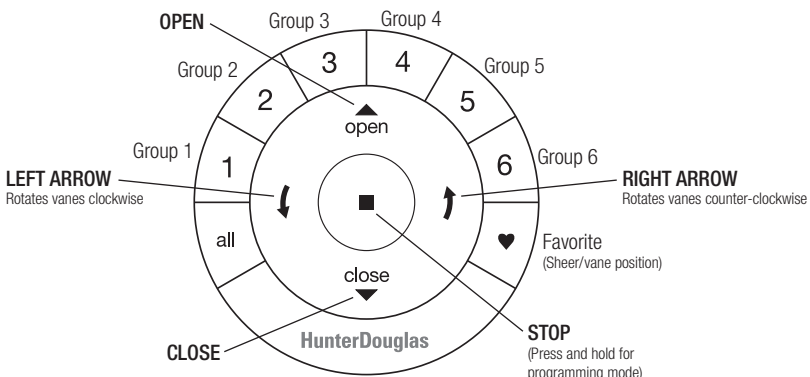 OPEN
Group 3
Group 4
Group 2
Group 5
3
4
2
5
open
Group 1
1
6
Group 6
LEFT ARROW
Rotates vanes clockwise
RIGHT ARROW
Rotates vanes counter-clockwise
all
Favorite
(Sheer/vane position)
close
HunterDouglas
CLOSE
STOP
(Press and hold for
programming mode)